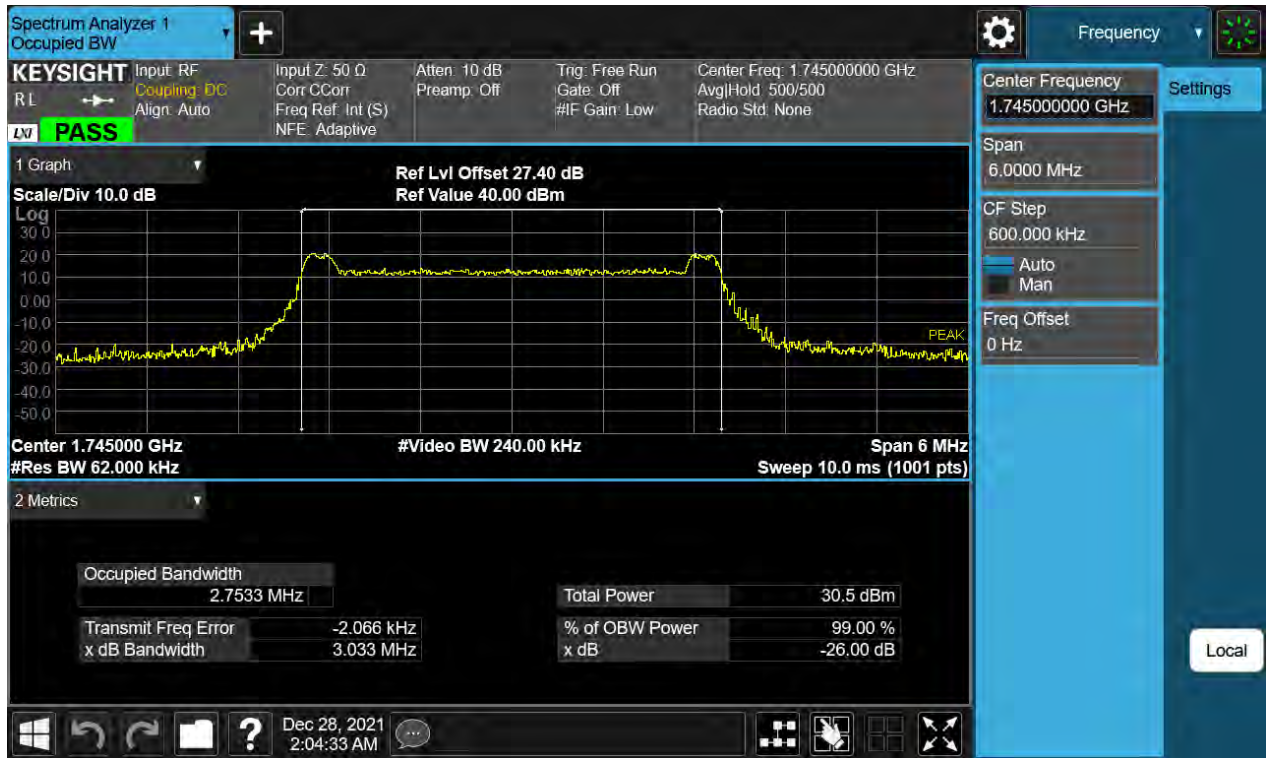 Spectrum Analyzer 1
Occupied BW
+
Frequency
KEYSIGHT
RL
LXI PASS
Input: RF
Coupling: DC
Align: Auto
Input Z: 50 Ω
Corr CCorr
Freq Ref: Int (S)
NFE: Adaptive
Atten: 10 dB
Preamp: Off
Trig: Free Run
Gate: Off
#IF Gain: Low
Center Freq: 1.745000000 GHz
Avg|Hold: 500/500
Radio Std: None
Center Frequency
1.745000000 GHz
Settings
Span
6.0000 MHz
CF Step
600.000 kHz
Auto
Man
Freq Offset
0 Hz
Local
1 Graph
Scale/Div 10.0 dB
Ref Lvl Offset 27.40 dB
Ref Value 40.00 dBm
Log
30.0
20.0
10.0
0.00
-10.0
-20.0
-30.0
-40.0
-50.0
PEAK
Center 1.745000 GHz
#Video BW 240.00 kHz
Span 6 MHz
#Res BW 62.000 kHz
Sweep 10.0 ms (1001 pts)
2 Metrics
Occupied Bandwidth
2.7533 MHz
Transmit Freq Error -2.066 kHz
x dB Bandwidth 3.033 MHz
Total Power 30.5 dBm
% of OBW Power 99.00 %
x dB -26.00 dB
?
Dec 28, 2021
2:04:33 AM